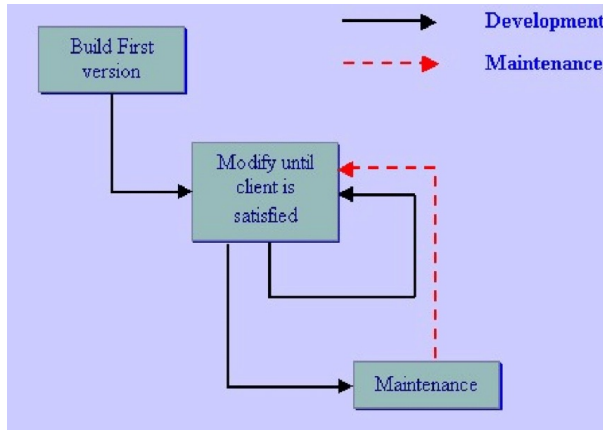 Development
Build First
version
Maintenance
Modify until
client is
satisfied
Maintenance